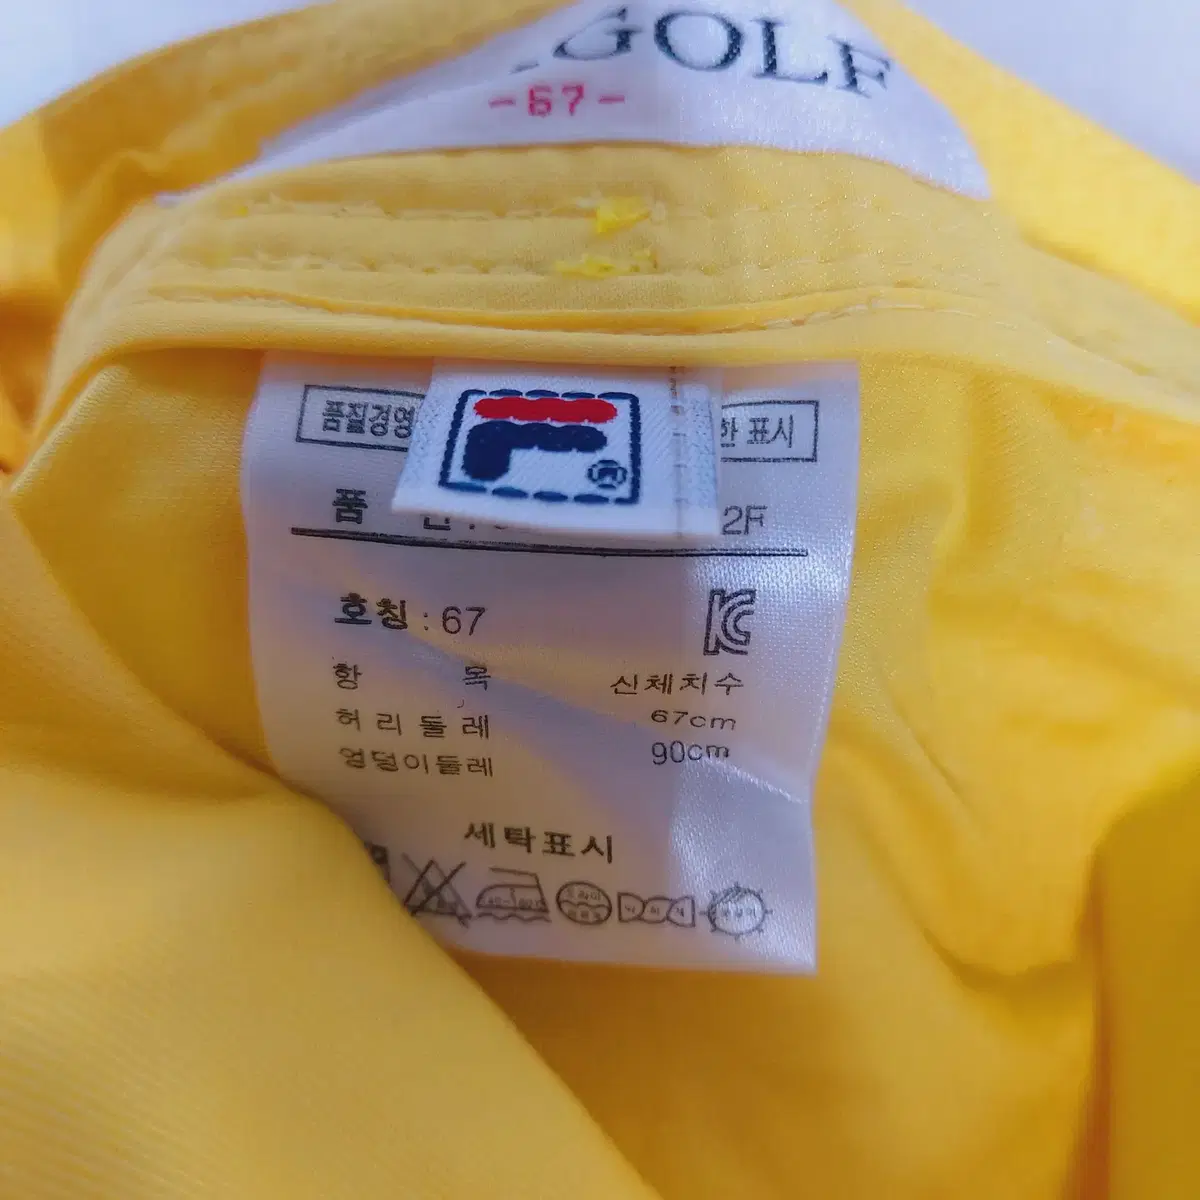 GOLF
-67-
품질경영 한 표시
품 2F
호칭 : 67
항 목 신체치수
허리둘레 67cm
엉덩이둘레 90cm
세탁표시